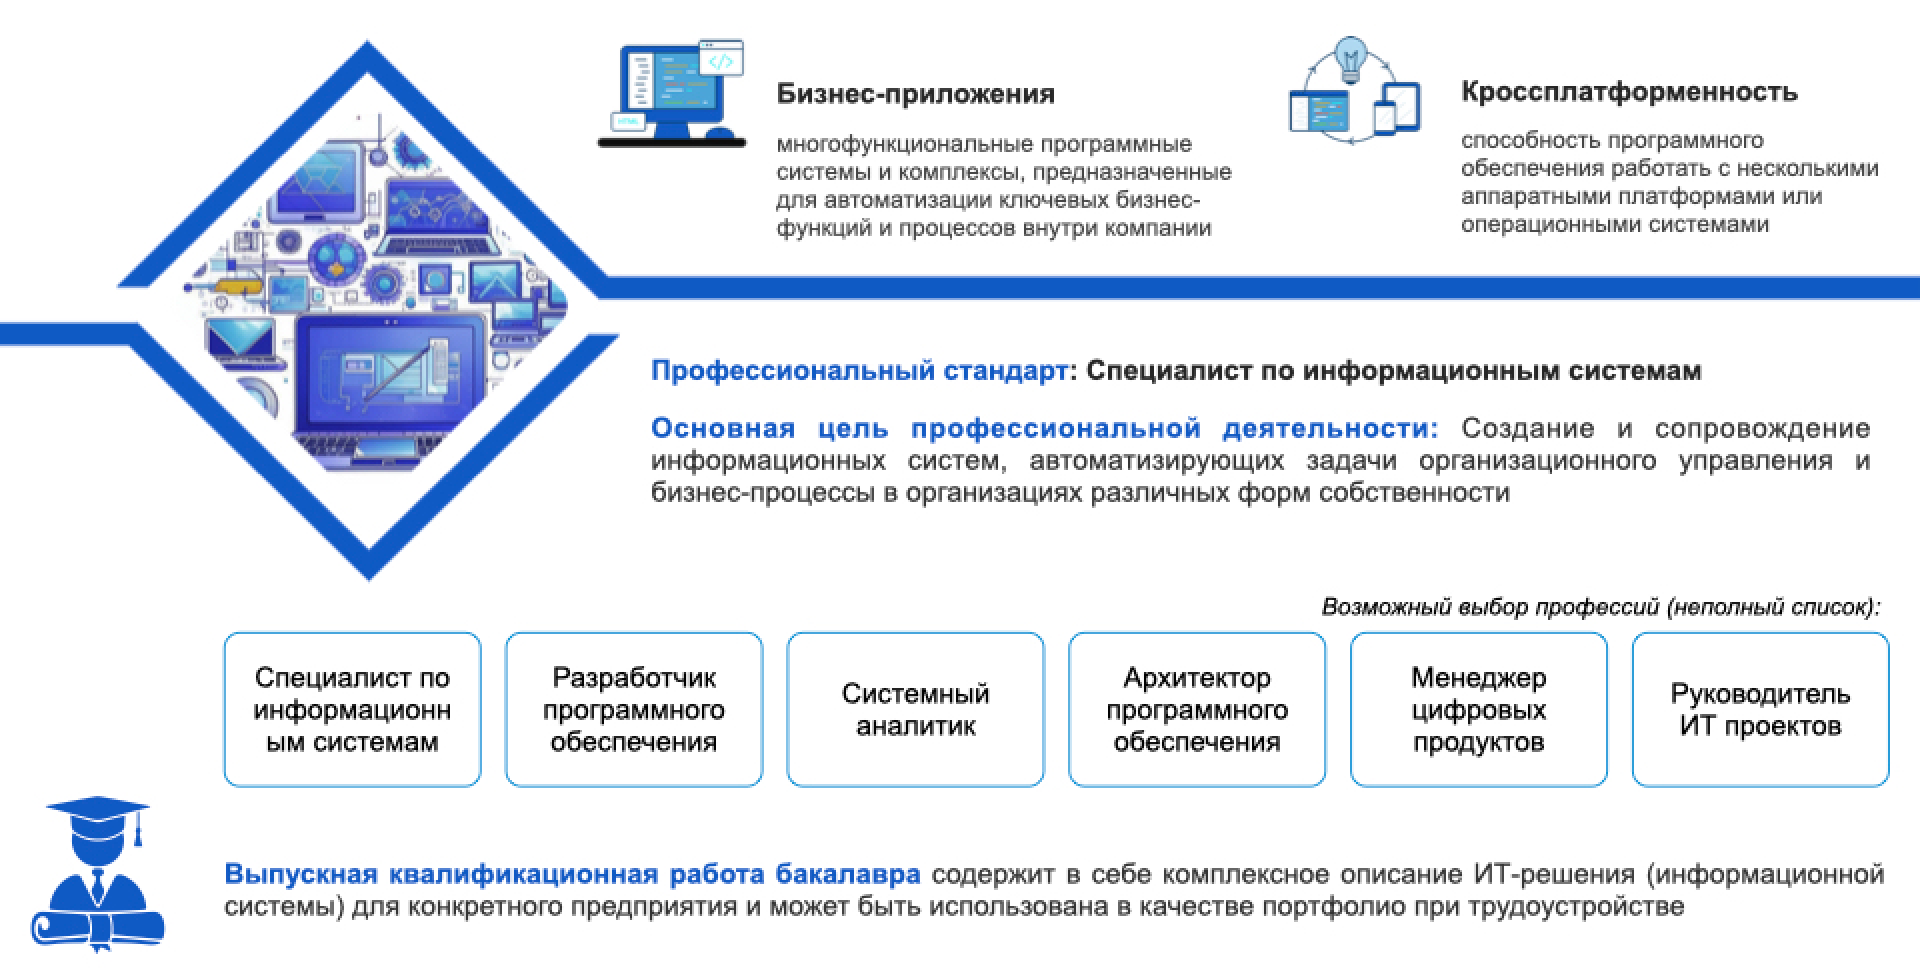 Бизнес-приложения
многофункциональные программные
системы и комплексы, предназначенные
для автоматизации ключевых бизнес-
функций и процессов внутри компании
Кроссплатформенность
способность программного
обеспечения работать с несколькими
аппаратными платформами или
операционными системами
</>
HTML
Профессиональный стандарт: Специалист по информационным системам
Основная цель профессиональной деятельности: Создание и сопровождение
информационных систем, автоматизирующих задачи организационного управления и
бизнес-процессы в организациях различных форм собственности
Возможный выбор профессий (неполный список):
Специалист по
информационн
ым системам
Разработчик
программного
обеспечения
Системный
аналитик
Архитектор
программного
обеспечения
Менеджер
цифровых
продуктов
Руководитель
ИТ проектов
Выпускная квалификационная работа бакалавра содержит в себе комплексное описание ИТ-решения (информационной
системы) для конкретного предприятия и может быть использована в качестве портфолио при трудоустройстве